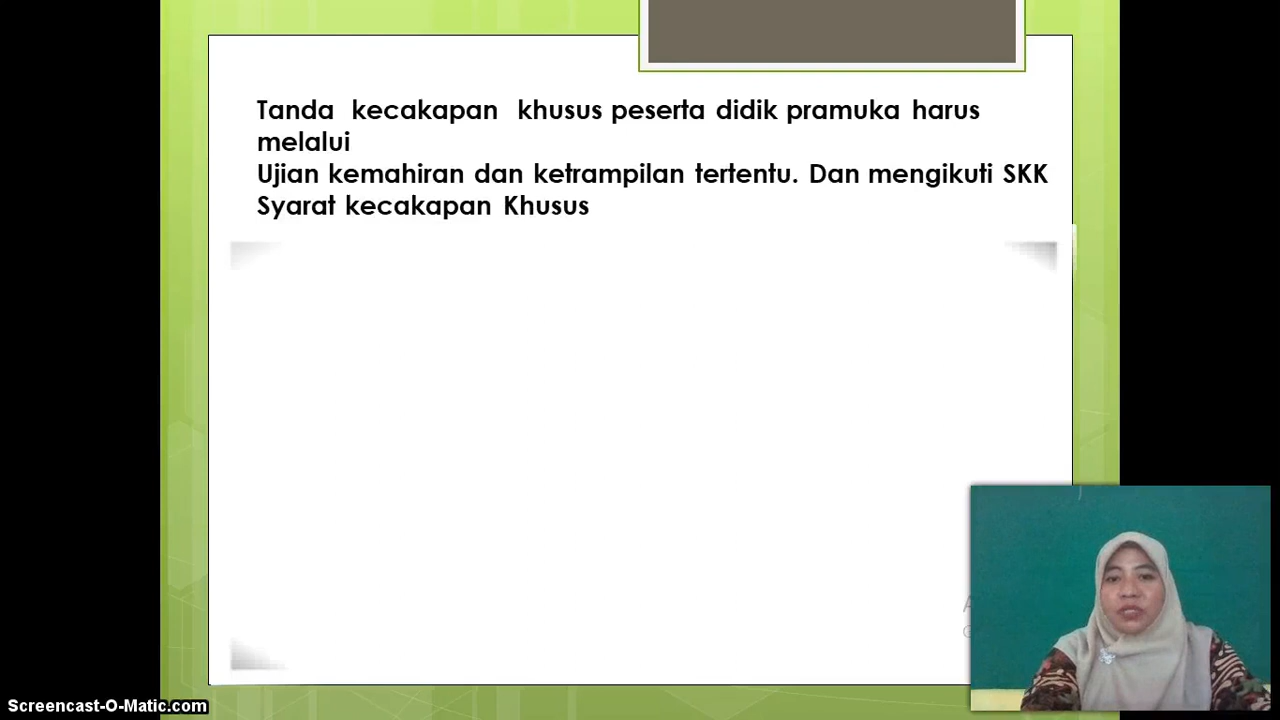 Tanda kecakapan khusus peserta didik pramuka harus
melalui
Ujian kemahiran dan ketrampilan tertentu. Dan mengikuti SKK
Syarat kecakapan Khusus
Screencast-O-Matic.com